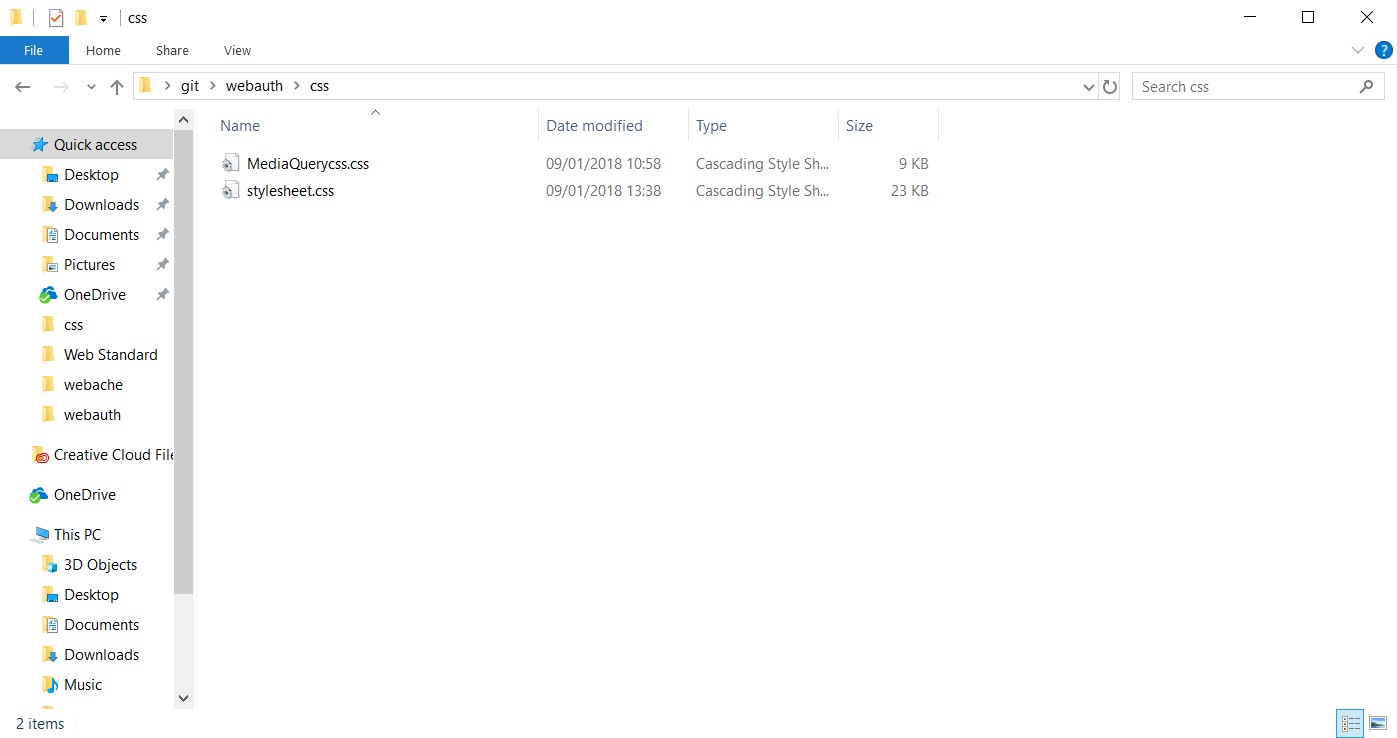 css
File Home Share View
?
git webauth css
Search css
Name Date modified Type Size
MediaQuerycss.css 09/01/2018 10:58 Cascading Style Sh... 9 KB
stylesheet.css 09/01/2018 13:38 Cascading Style Sh... 23 KB
Quick access
Desktop
Downloads
Documents
Pictures
OneDrive
css
Web Standard
webache
webauth
Creative Cloud File
OneDrive
This PC
3D Objects
Desktop
Documents
Downloads
Music
2 items